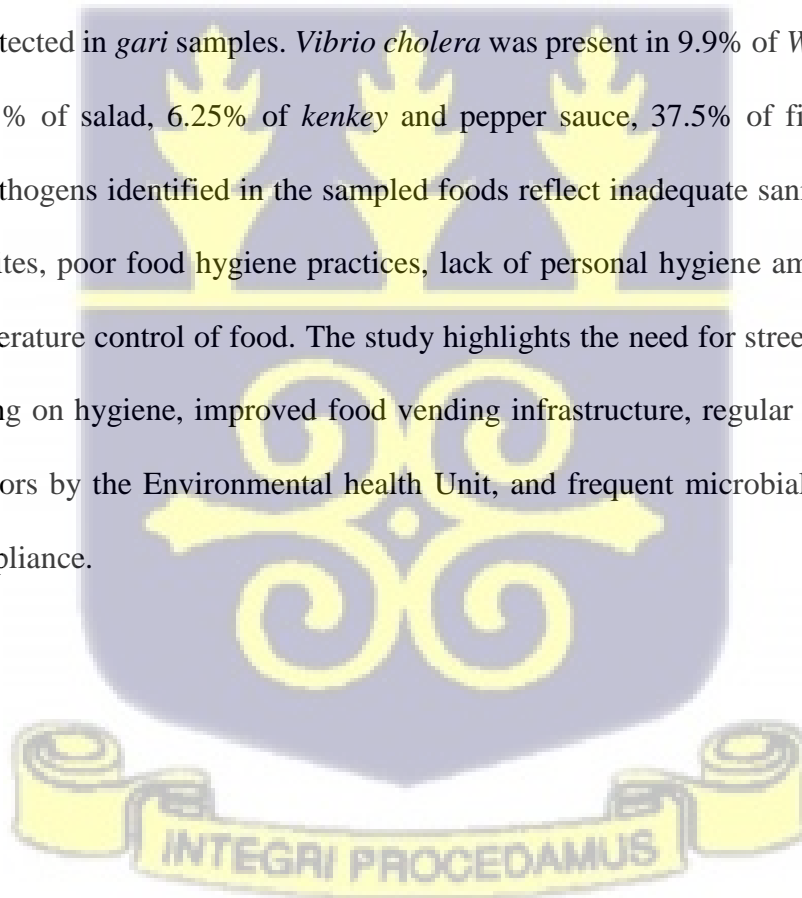 tected in gari samples. Vibrio cholera was present in 9.9% of W
% of salad, 6.25% of kenkey and pepper sauce, 37.5% of fi
thogens identified in the sampled foods reflect inadequate sani
ites, poor food hygiene practices, lack of personal hygiene am
erature control of food. The study highlights the need for stree
ng on hygiene, improved food vending infrastructure, regular
ors by the Environmental health Unit, and frequent microbial
pliance.
INTEGRI PROCEDAMUS